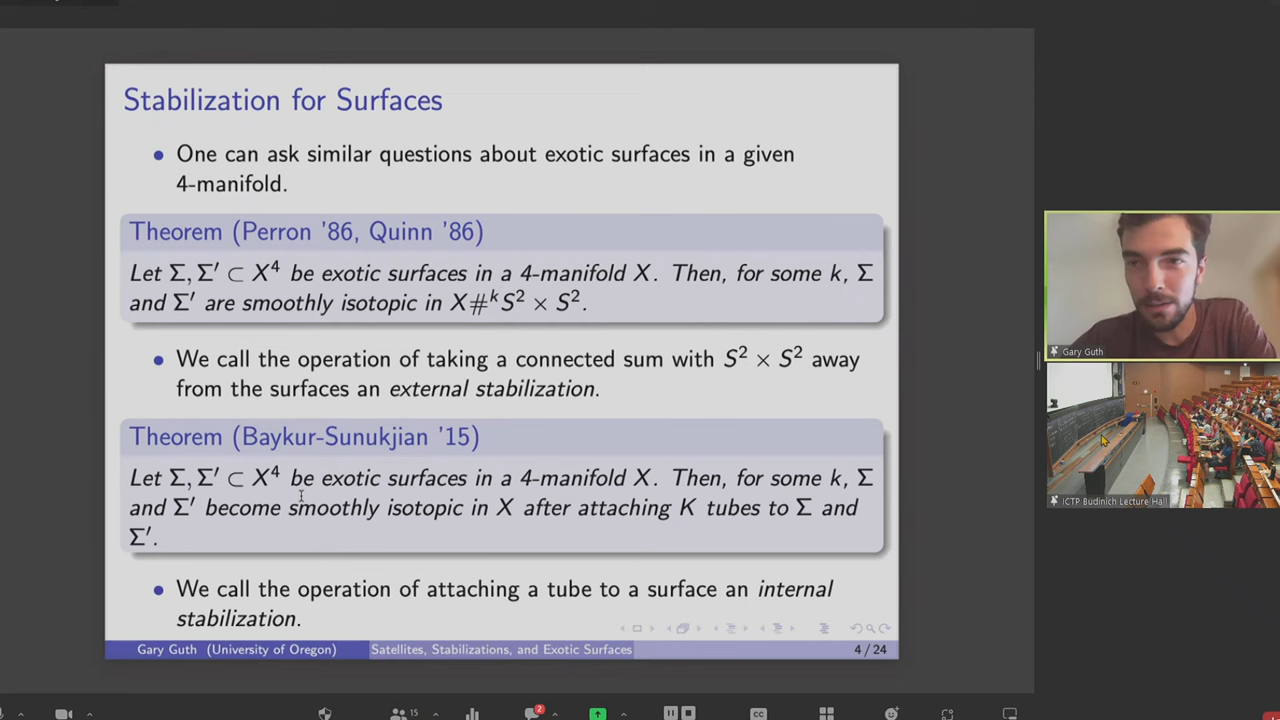 Stabilization for Surfaces
• One can ask similar questions about exotic surfaces in a given
4-manifold.
Theorem (Perron '86, Quinn '86)
Let Σ, Σ′ ⊂ X⁴ be exotic surfaces in a 4-manifold X. Then, for some k, Σ
and Σ′ are smoothly isotopic in X#ᵏS² × S².
• We call the operation of taking a connected sum with S² × S² away
from the surfaces an external stabilization.
Theorem (Baykur-Sunukjian '15)
Let Σ, Σ′ ⊂ X⁴ be exotic surfaces in a 4-manifold X. Then, for some k, Σ
and Σ′ become smoothly isotopic in X after attaching K tubes to Σ and
Σ′.
• We call the operation of attaching a tube to a surface an internal
stabilization.
Gary Guth (University of Oregon) Satellites, Stabilizations, and Exotic Surfaces 4 / 24
Gary Guth
ICTP Budinich Lecture Hall
15 2 CC